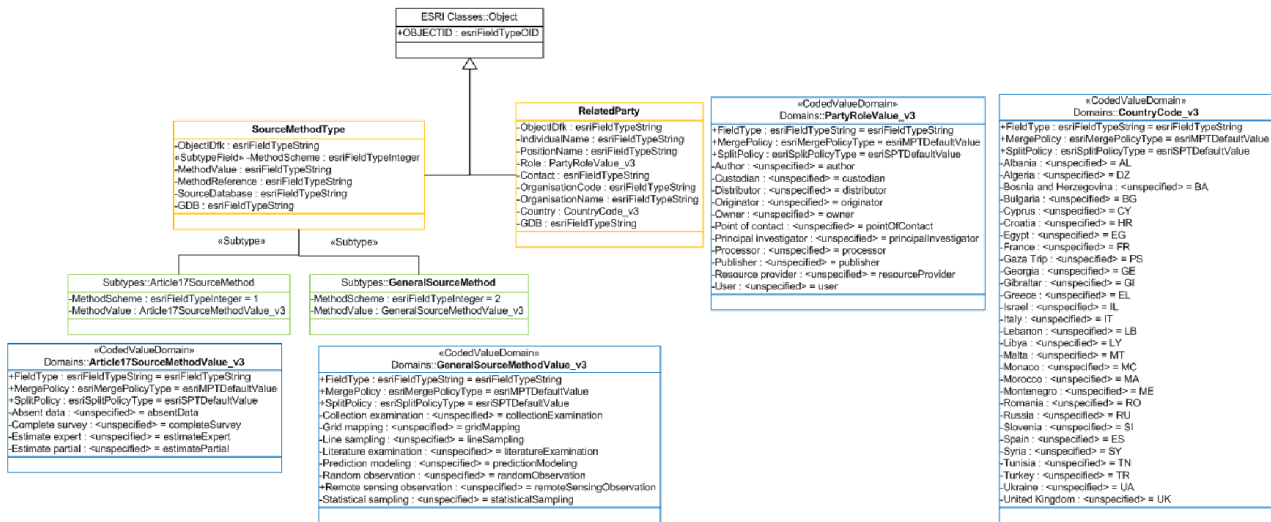 ESRI Classes::Object
+OBJECTID : esriFieldTypeOID
SourceMethodType
-ObjectIDfk : esriFieldTypeString
«SubtypeField» -MethodScheme : esriFieldTypeInteger
-MethodValue : esriFieldTypeString
-MethodReference : esriFieldTypeString
-SourceDatabase : esriFieldTypeString
-GDB : esriFieldTypeString
RelatedParty
-ObjectIDfk : esriFieldTypeString
-IndividualName : esriFieldTypeString
-PositionName : esriFieldTypeString
-Role : PartyRoleValue_v3
-Contact : esriFieldTypeString
-OrganisationCode : esriFieldTypeString
-OrganisationName : esriFieldTypeString
-Country : CountryCode_v3
-GDB : esriFieldTypeString
«Subtype»
«Subtype»
Subtypes::Article17SourceMethod
-MethodScheme : esriFieldTypeInteger = 1
-MethodValue : Article17SourceMethodValue_v3
Subtypes::GeneralSourceMethod
-MethodScheme : esriFieldTypeInteger = 2
-MethodValue : GeneralSourceMethodValue_v3
«CodedValueDomain»
Domains::Article17SourceMethodValue_v3
+FieldType : esriFieldTypeString = esriFieldTypeString
+MergePolicy : esriMergePolicyType = esriMPTDefaultValue
+SplitPolicy : esriSplitPolicyType = esriSPTDefaultValue
-Absent data : <unspecified> = absentData
-Complete survey : <unspecified> = completeSurvey
-Estimate expert : <unspecified> = estimateExpert
-Estimate partial : <unspecified> = estimatePartial
«CodedValueDomain»
Domains::GeneralSourceMethodValue_v3
+FieldType : esriFieldTypeString = esriFieldTypeString
+MergePolicy : esriMergePolicyType = esriMPTDefaultValue
+SplitPolicy : esriSplitPolicyType = esriSPTDefaultValue
-Collection examination : <unspecified> = collectionExamination
-Grid mapping : <unspecified> = gridMapping
-Line sampling : <unspecified> = lineSampling
-Literature examination : <unspecified> = literatureExamination
-Prediction modeling : <unspecified> = predictionModeling
-Random observation : <unspecified> = randomObservation
+Remote sensing observation : <unspecified> = remoteSensingObservation
-Statistical sampling : <unspecified> = statisticalSampling
«CodedValueDomain»
Domains::PartyRoleValue_v3
+FieldType : esriFieldTypeString = esriFieldTypeString
+MergePolicy : esriMergePolicyType = esriMPTDefaultValue
+SplitPolicy : esriSplitPolicyType = esriSPTDefaultValue
-Author : <unspecified> = author
-Custodian : <unspecified> = custodian
-Distributor : <unspecified> = distributor
-Originator : <unspecified> = originator
-Owner : <unspecified> = owner
-Point of contact : <unspecified> = pointOfContact
-Principal investigator : <unspecified> = principalInvestigator
-Processor : <unspecified> = processor
-Publisher : <unspecified> = publisher
-Resource provider : <unspecified> = resourceProvider
-User : <unspecified> = user
«CodedValueDomain»
Domains::CountryCode_v3
+FieldType : esriFieldTypeString = esriFieldTypeString
+MergePolicy : esriMergePolicyType = esriMPTDefaultValue
+SplitPolicy : esriSplitPolicyType = esriSPTDefaultValue
-Albania : <unspecified> = AL
-Algeria : <unspecified> = DZ
-Bosnia and Herzegovina : <unspecified> = BA
-Bulgaria : <unspecified> = BG
-Cyprus : <unspecified> = CY
-Croatia : <unspecified> = HR
-Egypt : <unspecified> = EG
-France : <unspecified> = FR
-Gaza Trip : <unspecified> = PS
-Georgia : <unspecified> = GE
-Gibraltar : <unspecified> = GI
-Greece : <unspecified> = EL
-Israel : <unspecified> = IL
-Italy : <unspecified> = IT
-Lebanon : <unspecified> = LB
-Libya : <unspecified> = LY
-Malta : <unspecified> = MT
-Monaco : <unspecified> = MC
-Morocco : <unspecified> = MA
-Montenegro : <unspecified> = ME
-Romania : <unspecified> = RO
-Russia : <unspecified> = RU
-Slovenia : <unspecified> = SI
-Spain : <unspecified> = ES
-Syria : <unspecified> = SY
-Tunisia : <unspecified> = TN
-Turkey : <unspecified> = TR
-Ukraine : <unspecified> = UA
-United Kingdom : <unspecified> = UK